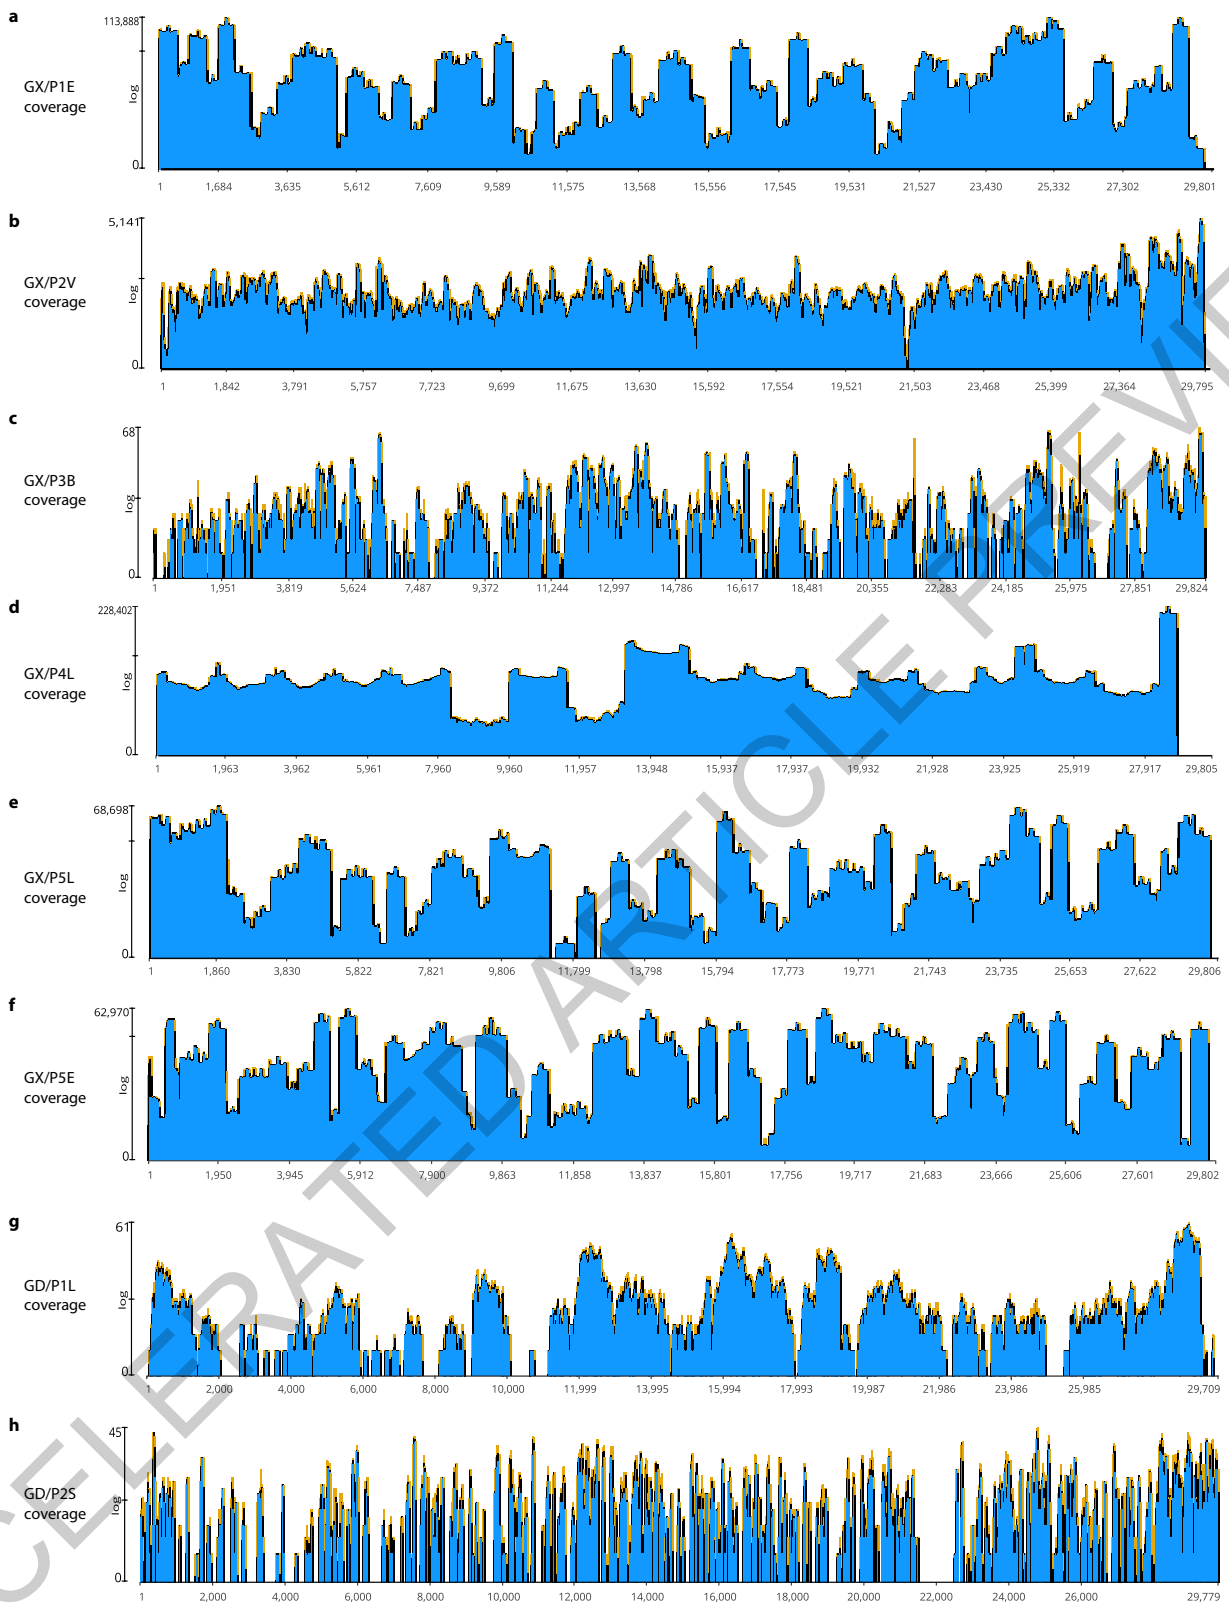 a
113,888
GX/P1E
coverage
log
0
1 1,684 3,635 5,612 7,609 9,589 11,575 13,568 15,556 17,545 19,531 21,527 23,430 25,332 27,302 29,801
b
5,141
GX/P2V
coverage
log
0
1 1,842 3,791 5,757 7,723 9,699 11,675 13,630 15,592 17,554 19,521 21,503 23,468 25,399 27,364 29,795
c
68
GX/P3B
coverage
log
0
1 1,951 3,819 5,624 7,487 9,372 11,244 12,997 14,786 16,617 18,481 20,355 22,283 24,185 25,975 27,851 29,824
d
228,402
GX/P4L
coverage
log
0
1 1,963 3,962 5,961 7,960 9,960 11,957 13,948 15,937 17,937 19,932 21,928 23,925 25,919 27,917 29,805
e
68,698
GX/P5L
coverage
log
0
1 1,860 3,830 5,822 7,821 9,806 11,799 13,798 15,794 17,773 19,771 21,743 23,735 25,653 27,622 29,806
f
62,970
GX/P5E
coverage
log
0
1 1,950 3,945 5,912 7,900 9,863 11,858 13,837 15,801 17,756 19,717 21,683 23,666 25,606 27,601 29,802
g
61
GD/P1L
coverage
log
0
1 2,000 4,000 6,000 8,000 10,000 11,999 13,995 15,994 17,993 19,987 21,986 23,986 25,985 29,709
h
45
GD/P2S
coverage
log
0
1 2,000 4,000 6,000 8,000 10,000 12,000 14,000 16,000 18,000 20,000 22,000 24,000 26,000 29,779
CELERATED ARTICLE PREVIE